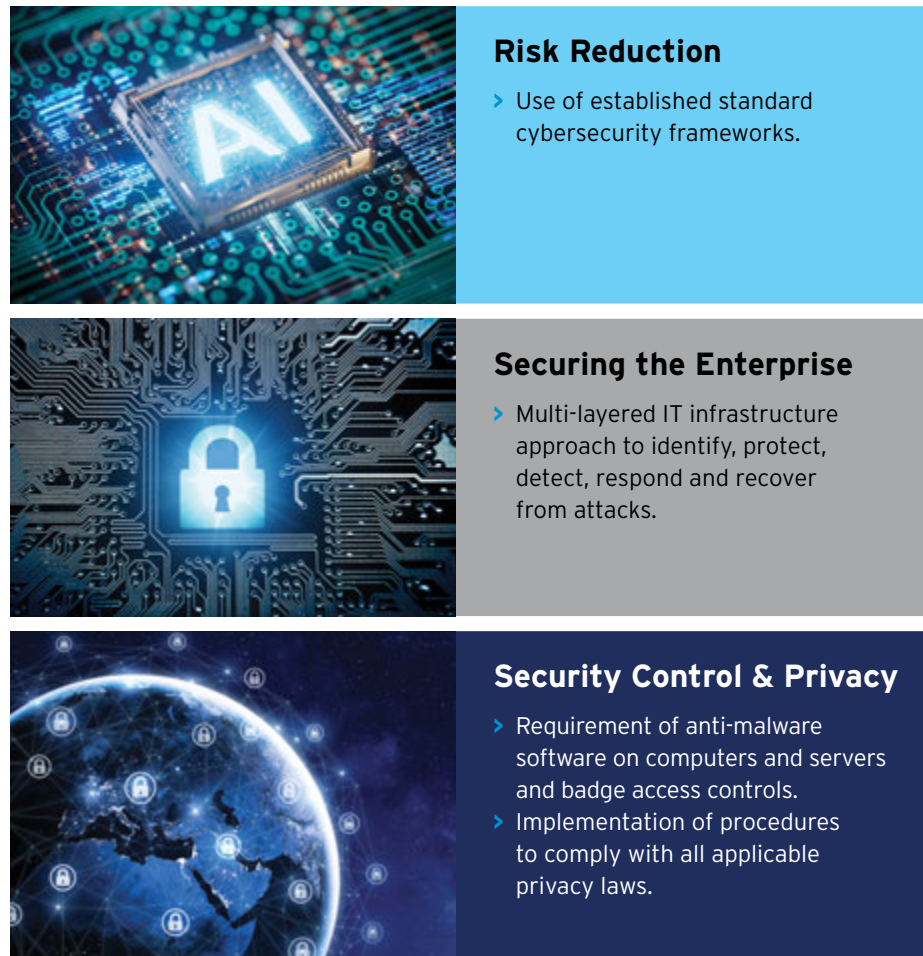 AI
Risk Reduction
> Use of established standard
cybersecurity frameworks.
Securing the Enterprise
> Multi-layered IT infrastructure
approach to identify, protect,
detect, respond and recover
from attacks.
Security Control & Privacy
> Requirement of anti-malware
software on computers and servers
and badge access controls.
> Implementation of procedures
to comply with all applicable
privacy laws.